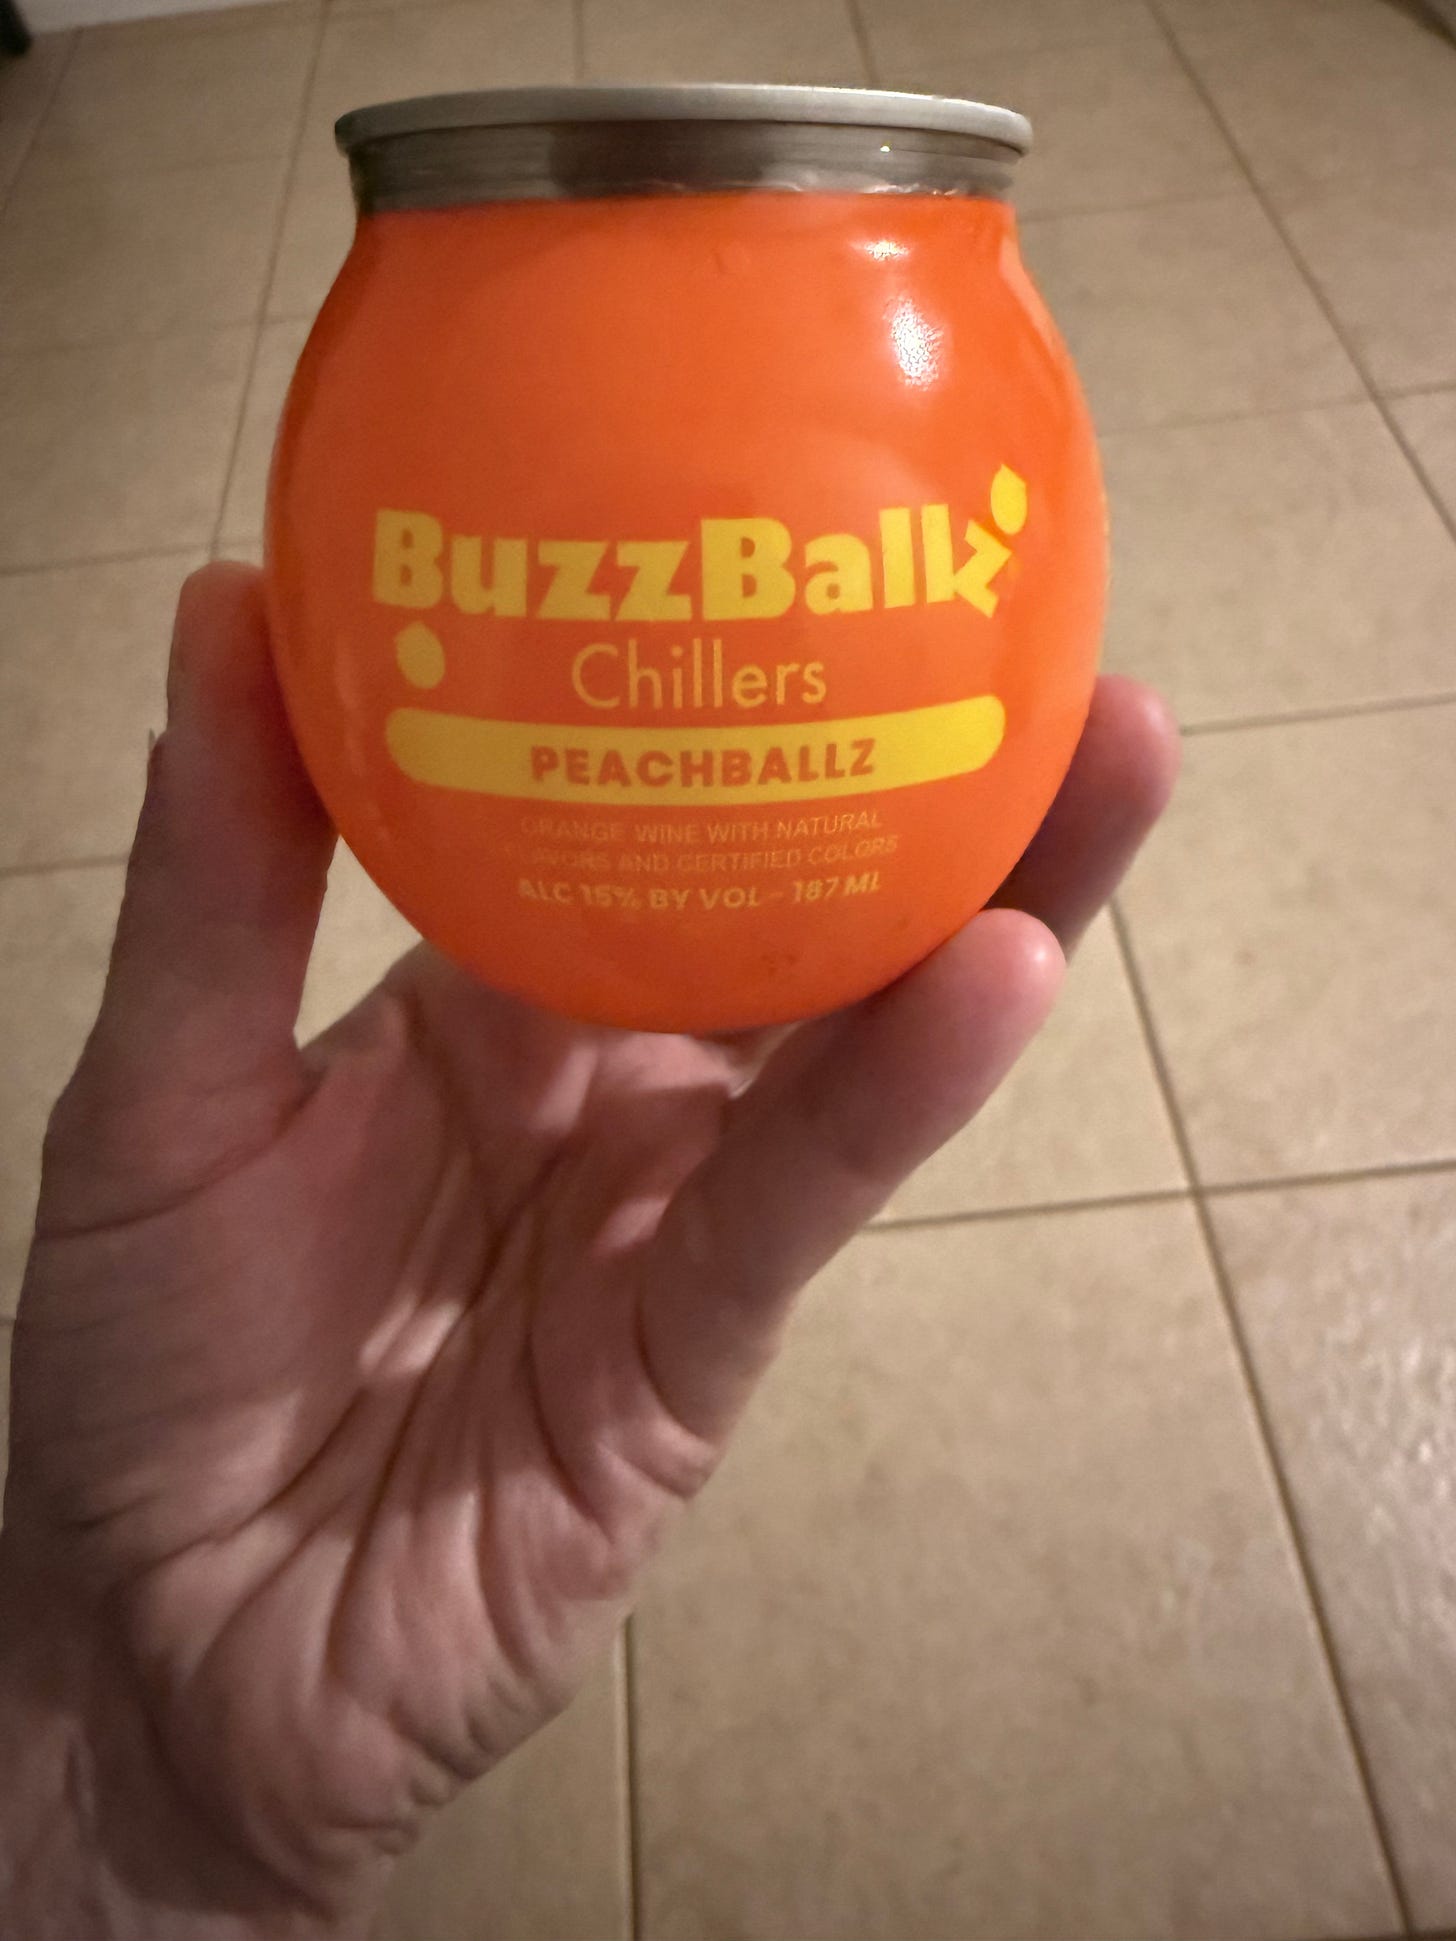 BuzzBallz
Chillers
PEACHBALLZ
ORANGE WINE WITH NATURAL
FLAVORS AND CERTIFIED COLORS
ALC 15% BY VOL - 187 ML